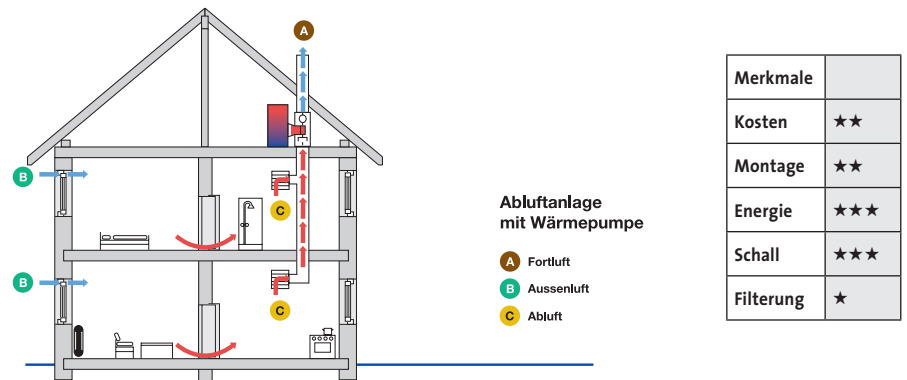 A
B
C
B
C
Abluftanlage
mit Wärmepumpe
A Fortluft
B Aussenluft
C Abluft
Merkmale
Kosten ★★
Montage ★★
Energie ★★★
Schall ★★★
Filterung ★